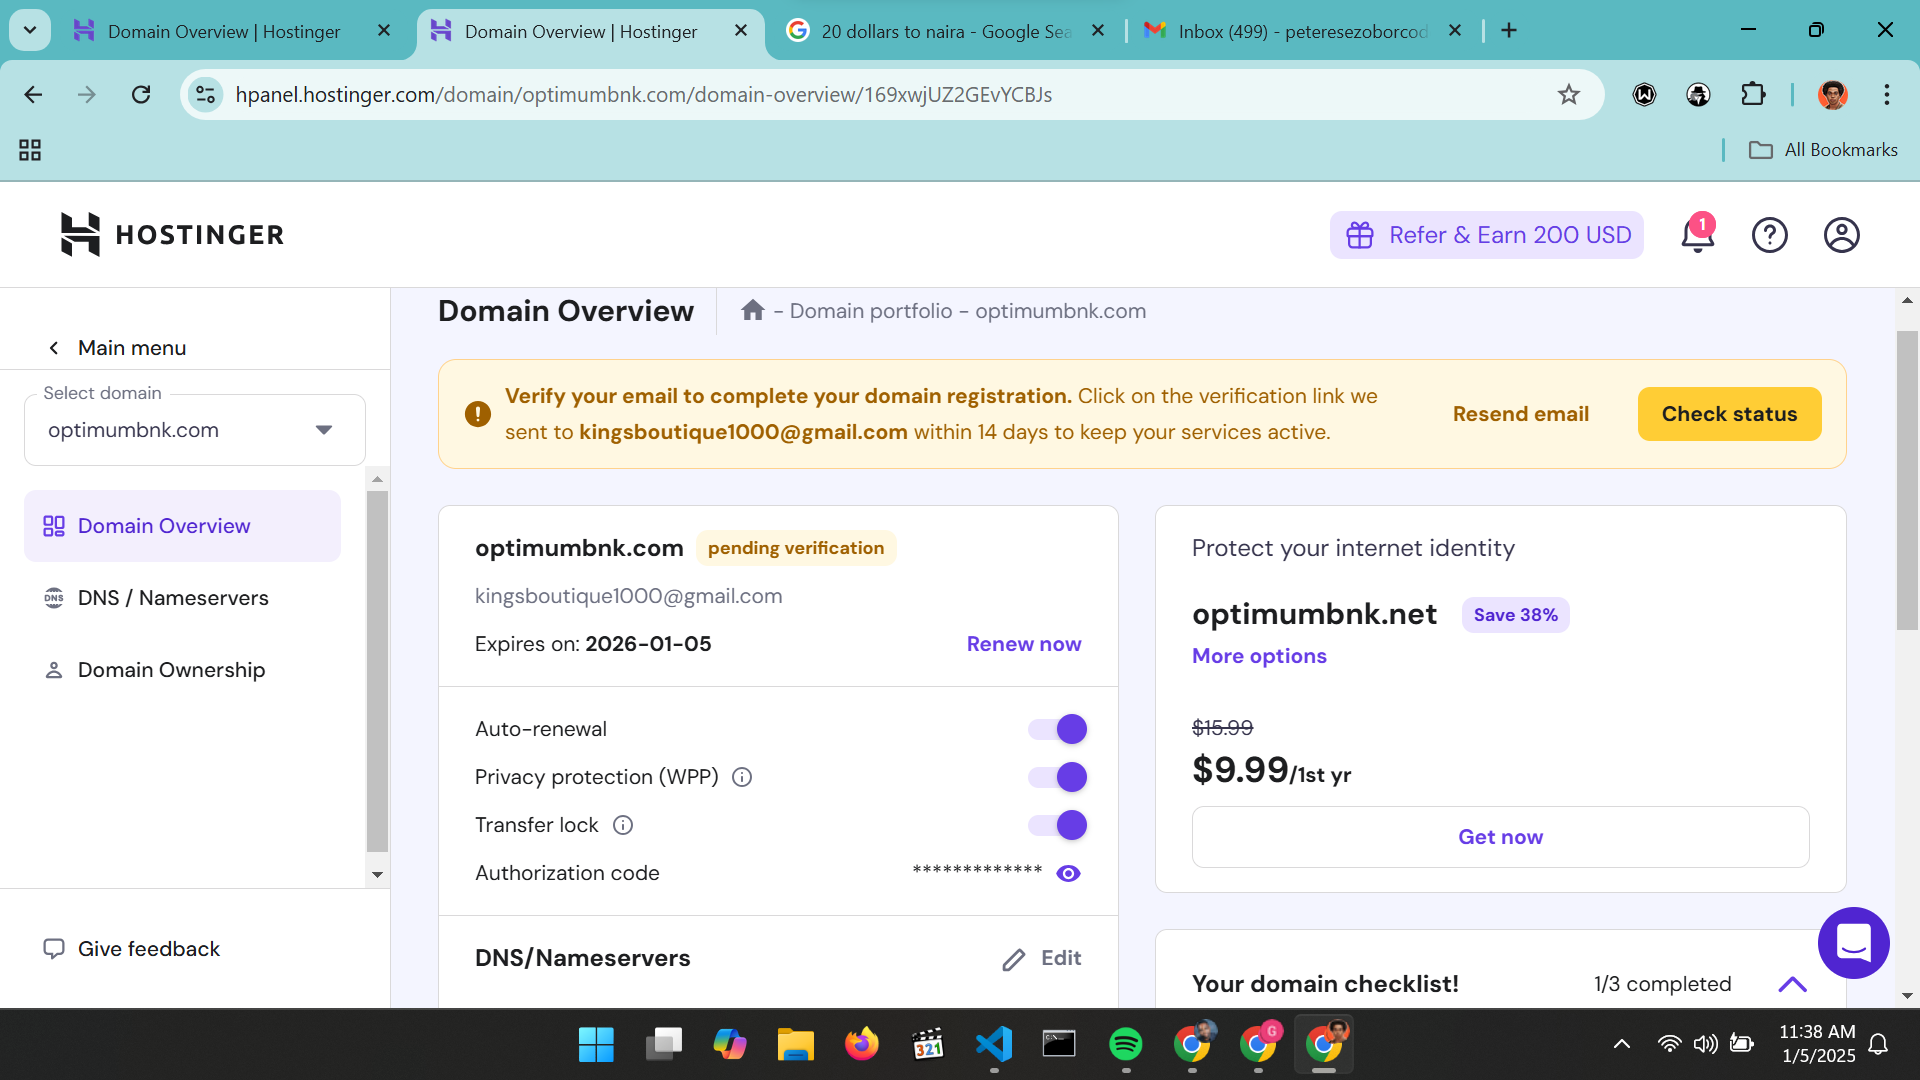 Domain Overview | Hostinger
Domain Overview | Hostinger
20 dollars to naira - Google Sea
Inbox (499) - peteresezoborcod
hpanel.hostinger.com/domain/optimumbnk.com/domain-overview/169xwjUZ2GEvYCBJs
All Bookmarks
HOSTINGER
Refer & Earn 200 USD
1
Main menu
Select domain
optimumbnk.com
Domain Overview
DNS / Nameservers
Domain Ownership
Give feedback
Domain Overview
- Domain portfolio - optimumbnk.com
Verify your email to complete your domain registration. Click on the verification link we
sent to kingsboutique1000@gmail.com within 14 days to keep your services active.
Resend email
Check status
optimumbnk.com
pending verification
kingsboutique1000@gmail.com
Expires on: 2026-01-05
Renew now
Auto-renewal
Privacy protection (WPP)
Transfer lock
Authorization code
*************
DNS/Nameservers
Edit
Protect your internet identity
optimumbnk.net
Save 38%
More options
$15.99
$9.99/1st yr
Get now
Your domain checklist!
1/3 completed
321
G
11:38 AM
1/5/2025